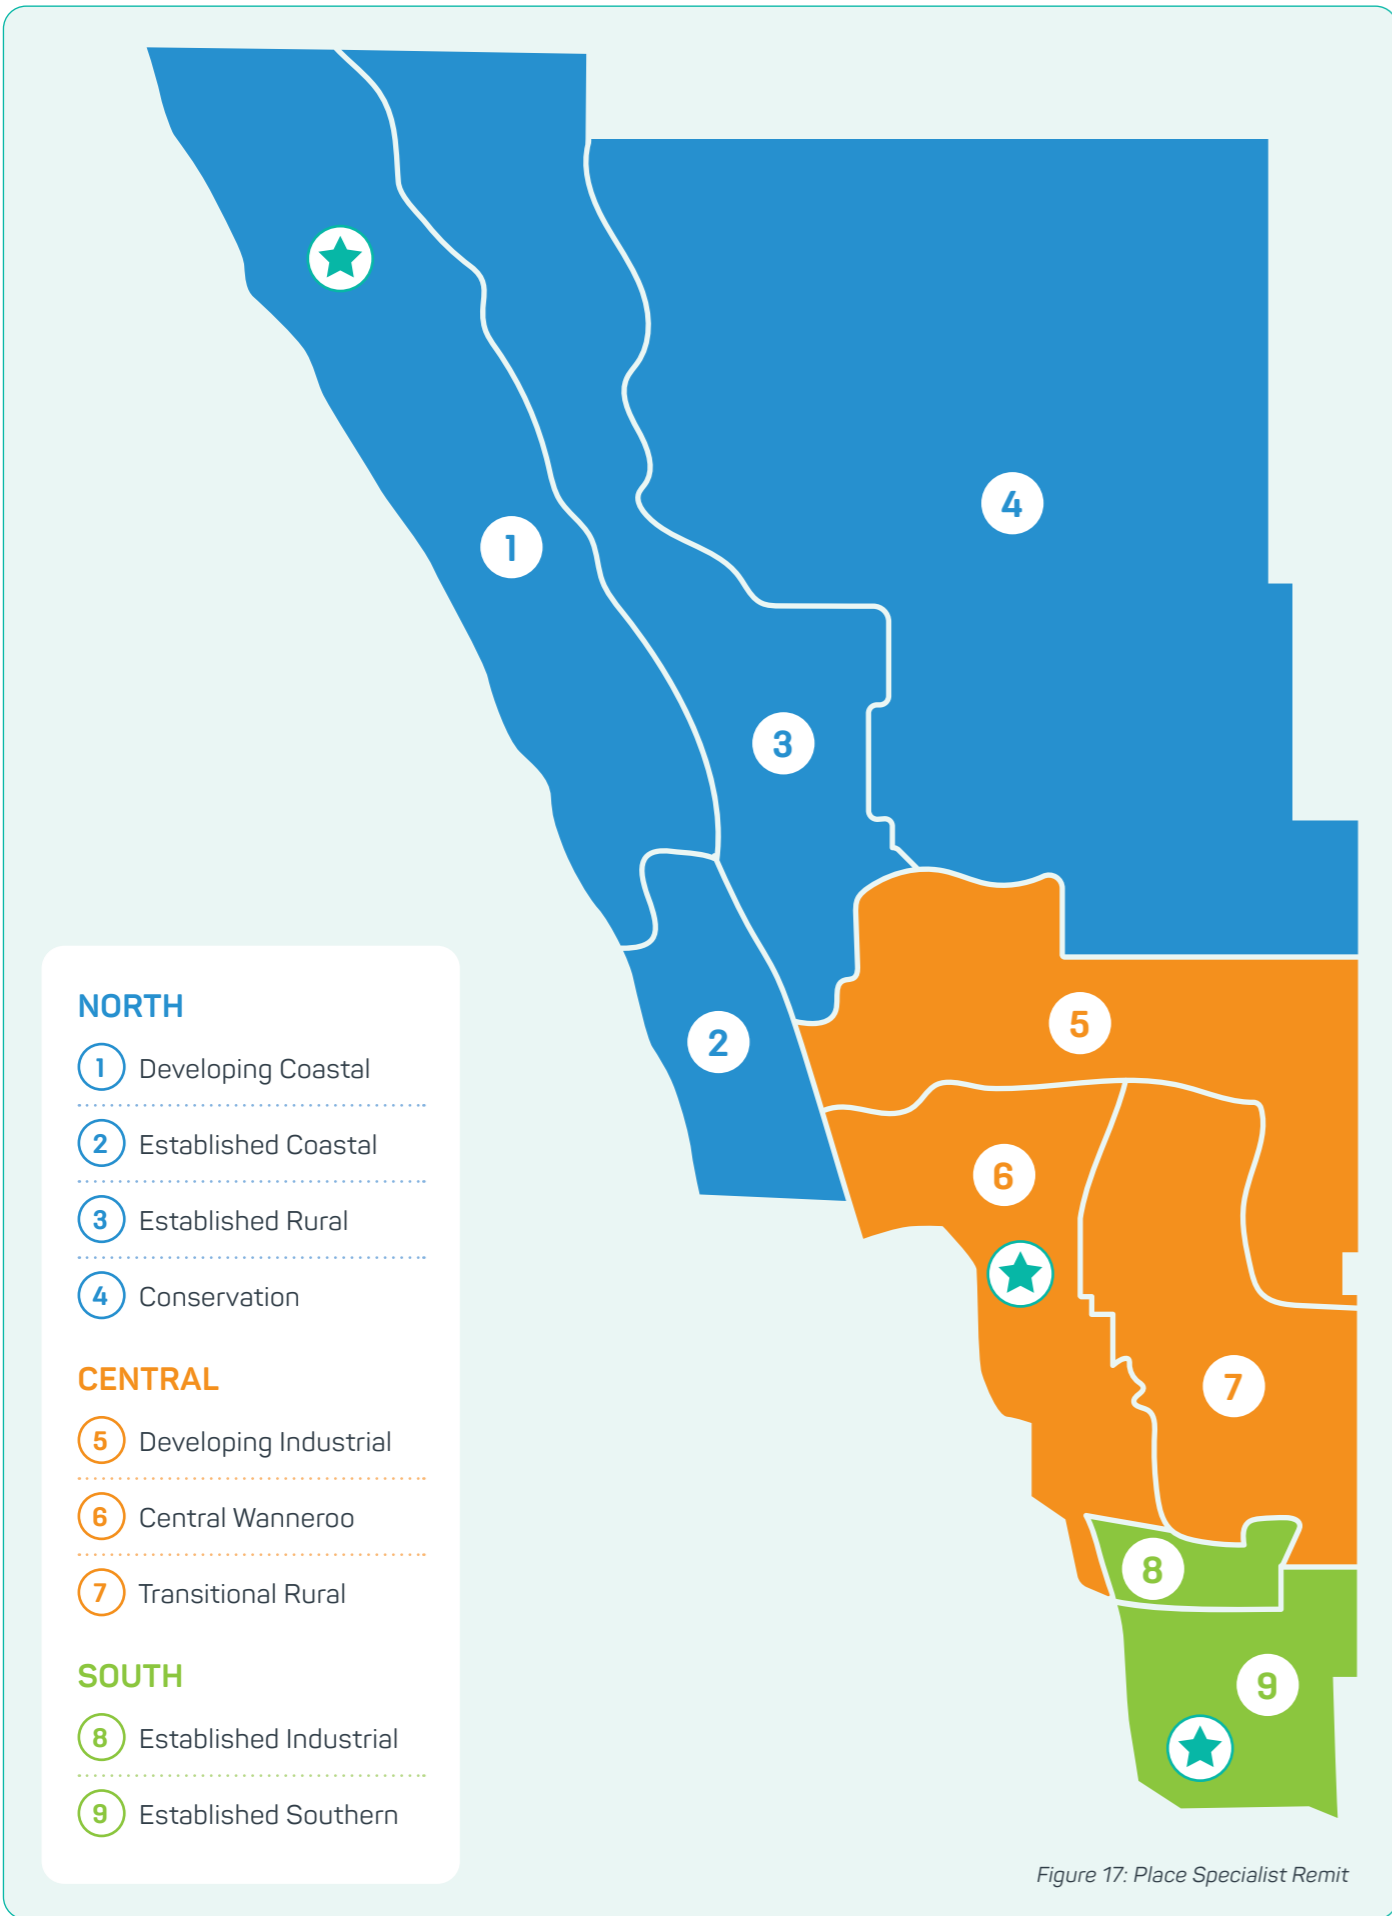 1
4
3
2
5
6
7
8
9
NORTH
1 Developing Coastal
2 Established Coastal
3 Established Rural
4 Conservation
CENTRAL
5 Developing Industrial
6 Central Wanneroo
7 Transitional Rural
SOUTH
8 Established Industrial
9 Established Southern
Figure 17: Place Specialist Remit